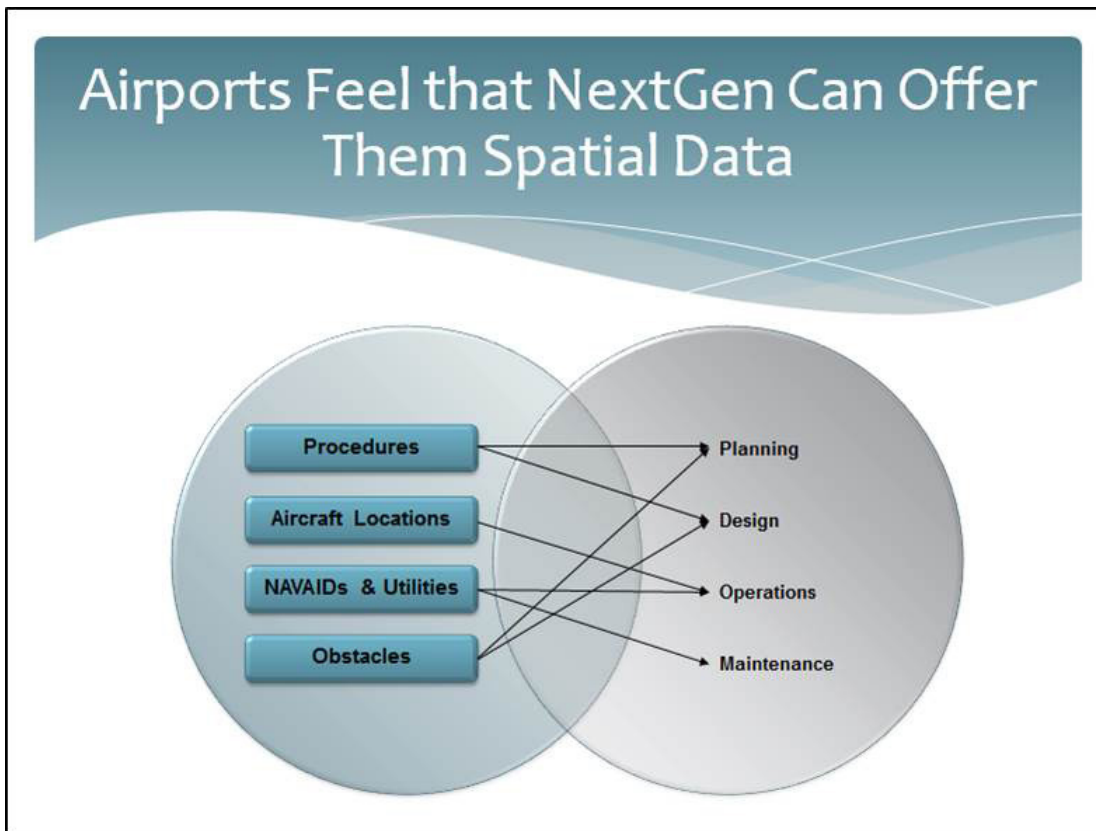 Airports Feel that NextGen Can Offer
Them Spatial Data
Procedures
Aircraft Locations
NAVAIDs & Utilities
Obstacles
Planning
Design
Operations
Maintenance